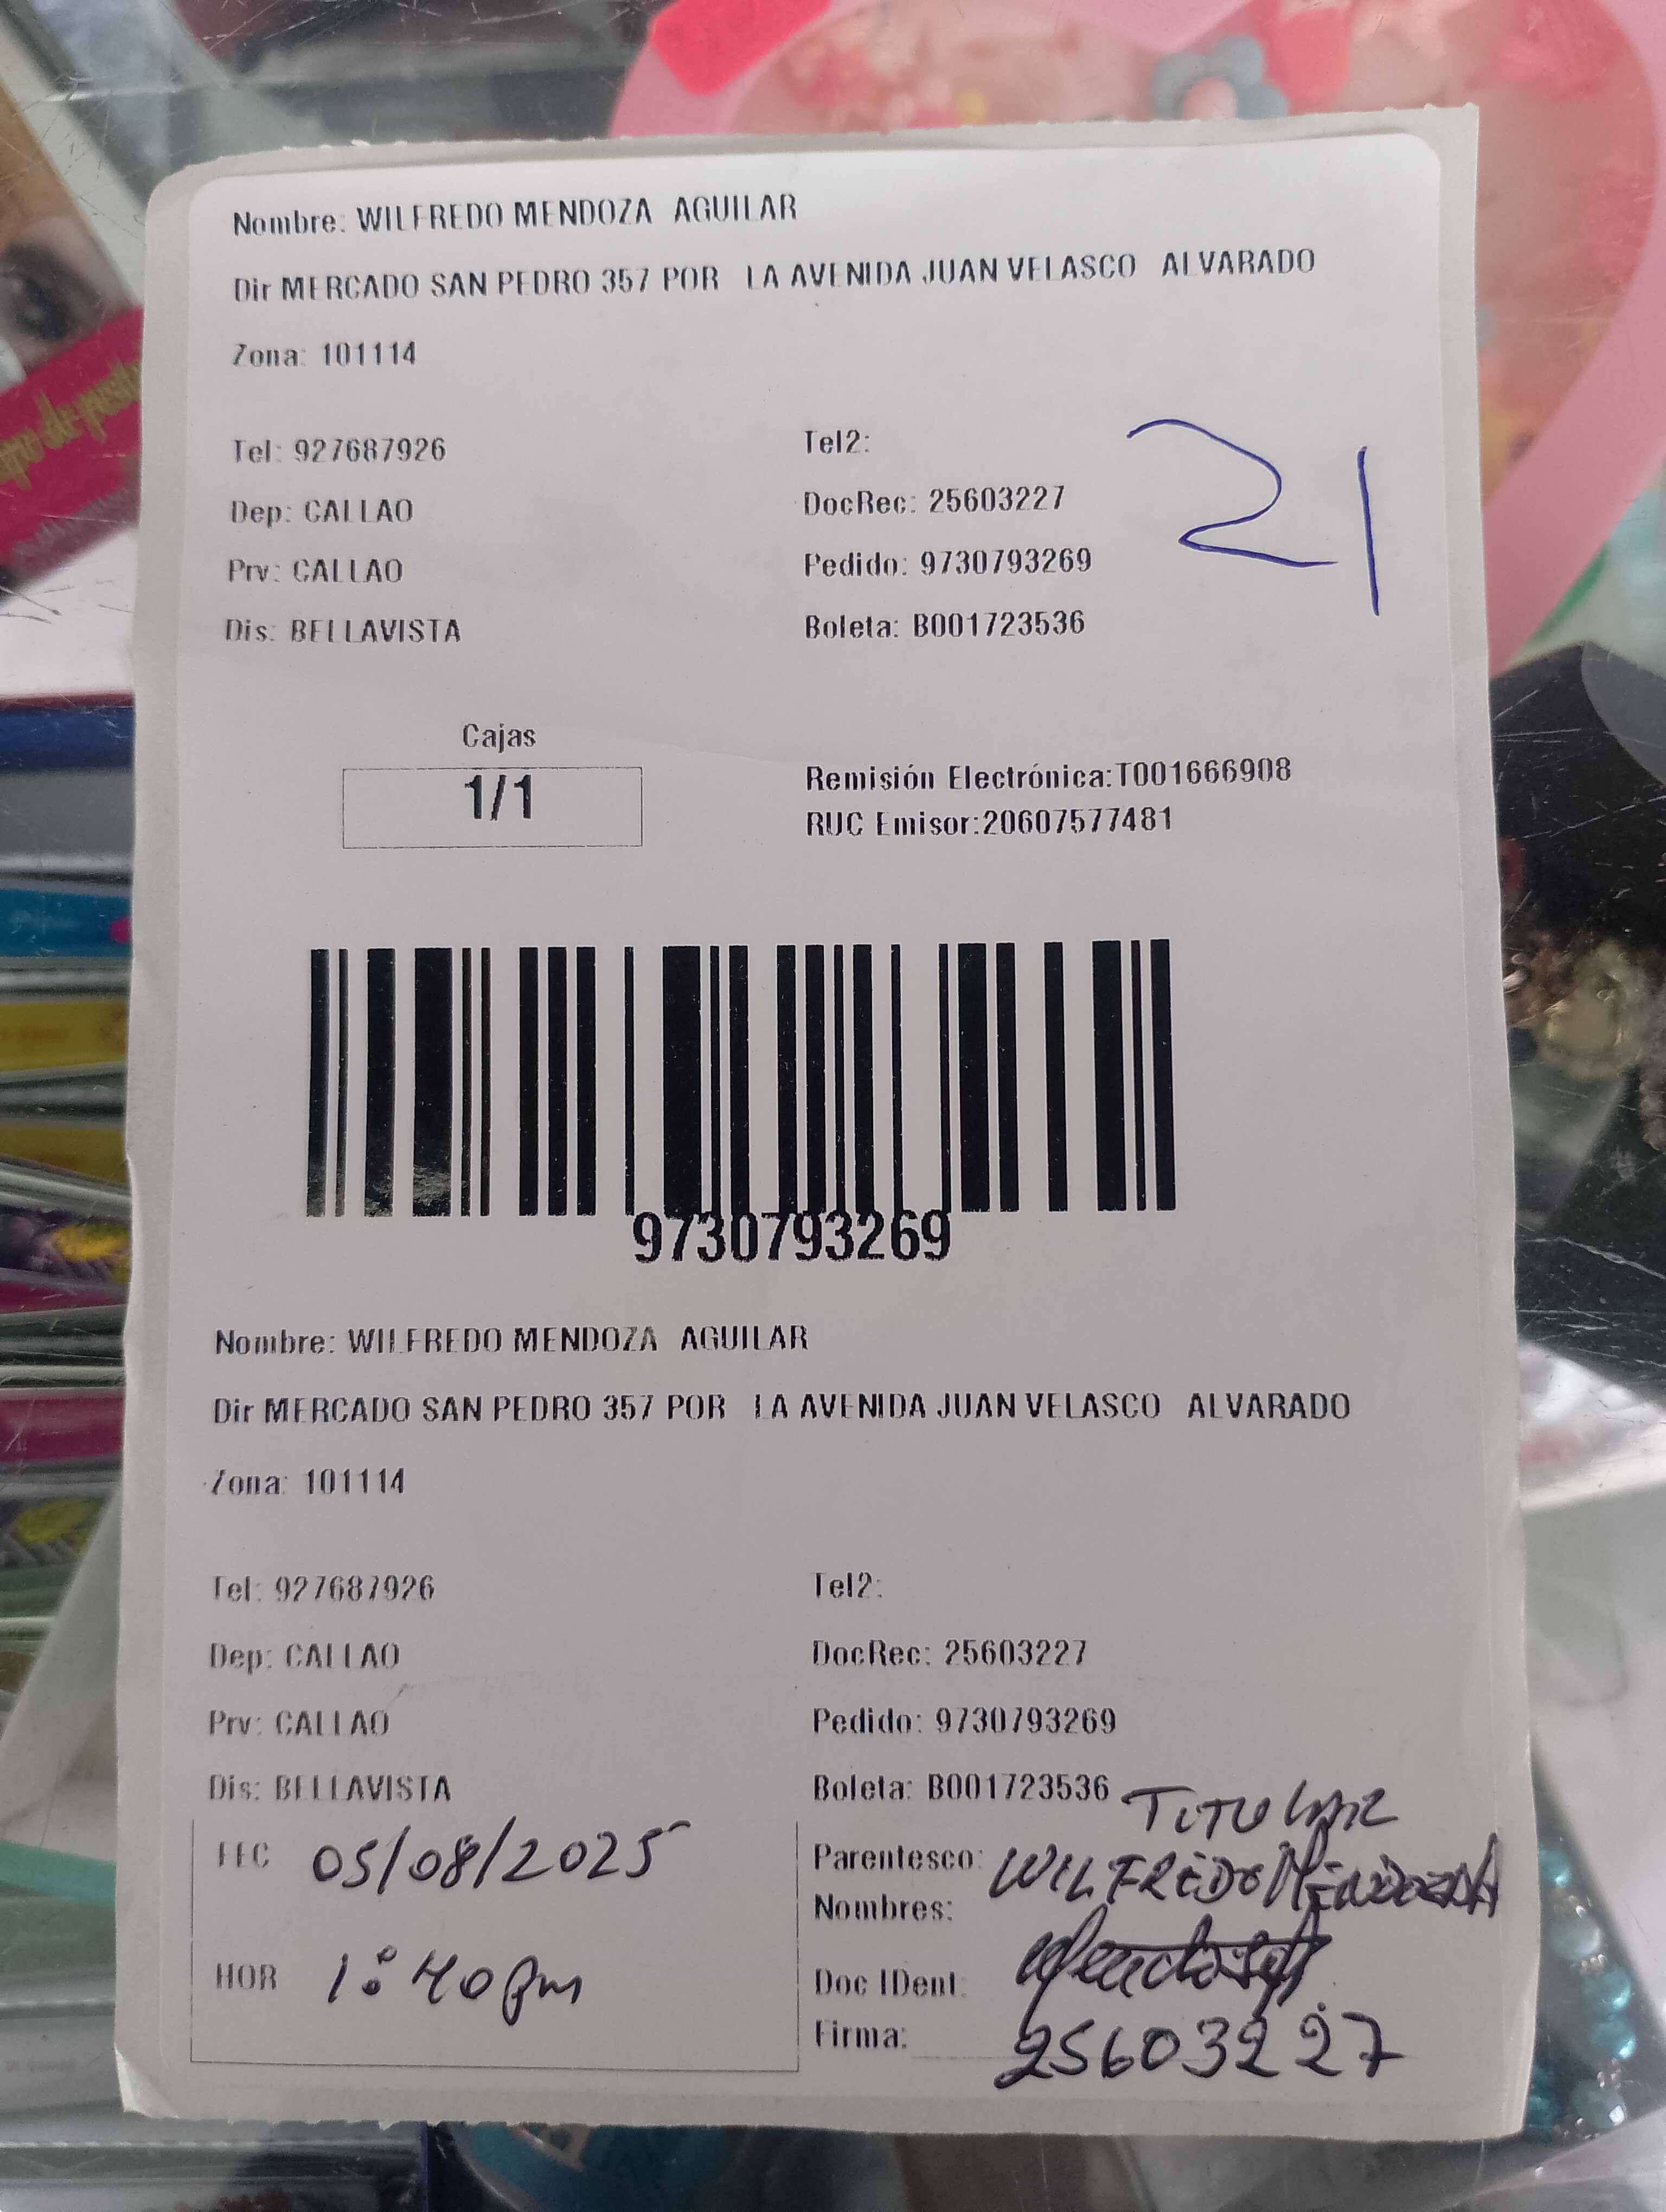 Nombre: WILFREDO MENDOZA AGUILAR
Dir MERCADO SAN PEDRO 357 POR LA AVENIDA JUAN VELASCO ALVARADO
Zona: 101114
Tel: 927687926
Tel2:
21
Dep: CALLAO
DocRec: 25603227
Prv: CALLAO
Pedido: 9730793269
Dis: BELLAVISTA
Boleta: B001723536
Cajas
1/1
Remisión Electrónica:T001666908
RUC Emisor:20607577481
9730793269
Nombre: WILFREDO MENDOZA AGUILAR
Dir MERCADO SAN PEDRO 357 POR LA AVENIDA JUAN VELASCO ALVARADO
Zona: 101114
Tel: 927687926
Tel2:
Dep: CALLAO
DocRec: 25603227
Prv: CALLAO
Pedido: 9730793269
Dis: BELLAVISTA
Boleta: B001723536
FEC 05/08/2025
HOR 1:40pm
TITULAR
Parentesco: WILFREDO MENDOZA
Nombres:
Doc IDent:
Firma: 25603227